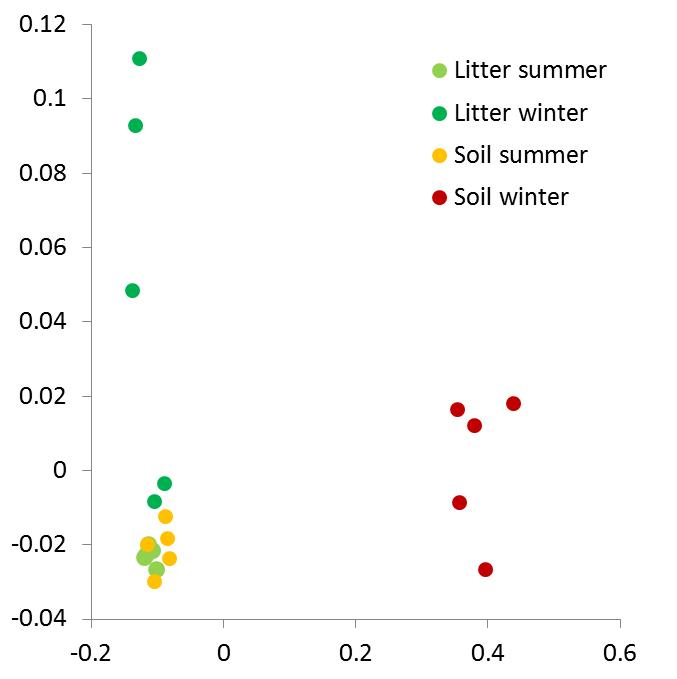 0.12
Litter summer
0.1
Litter winter
0.08
Soil summer
Soil winter
0.06
0.04
0.02
0
-0.02
-0.04
-0.2 0 0.2 0.4 0.6